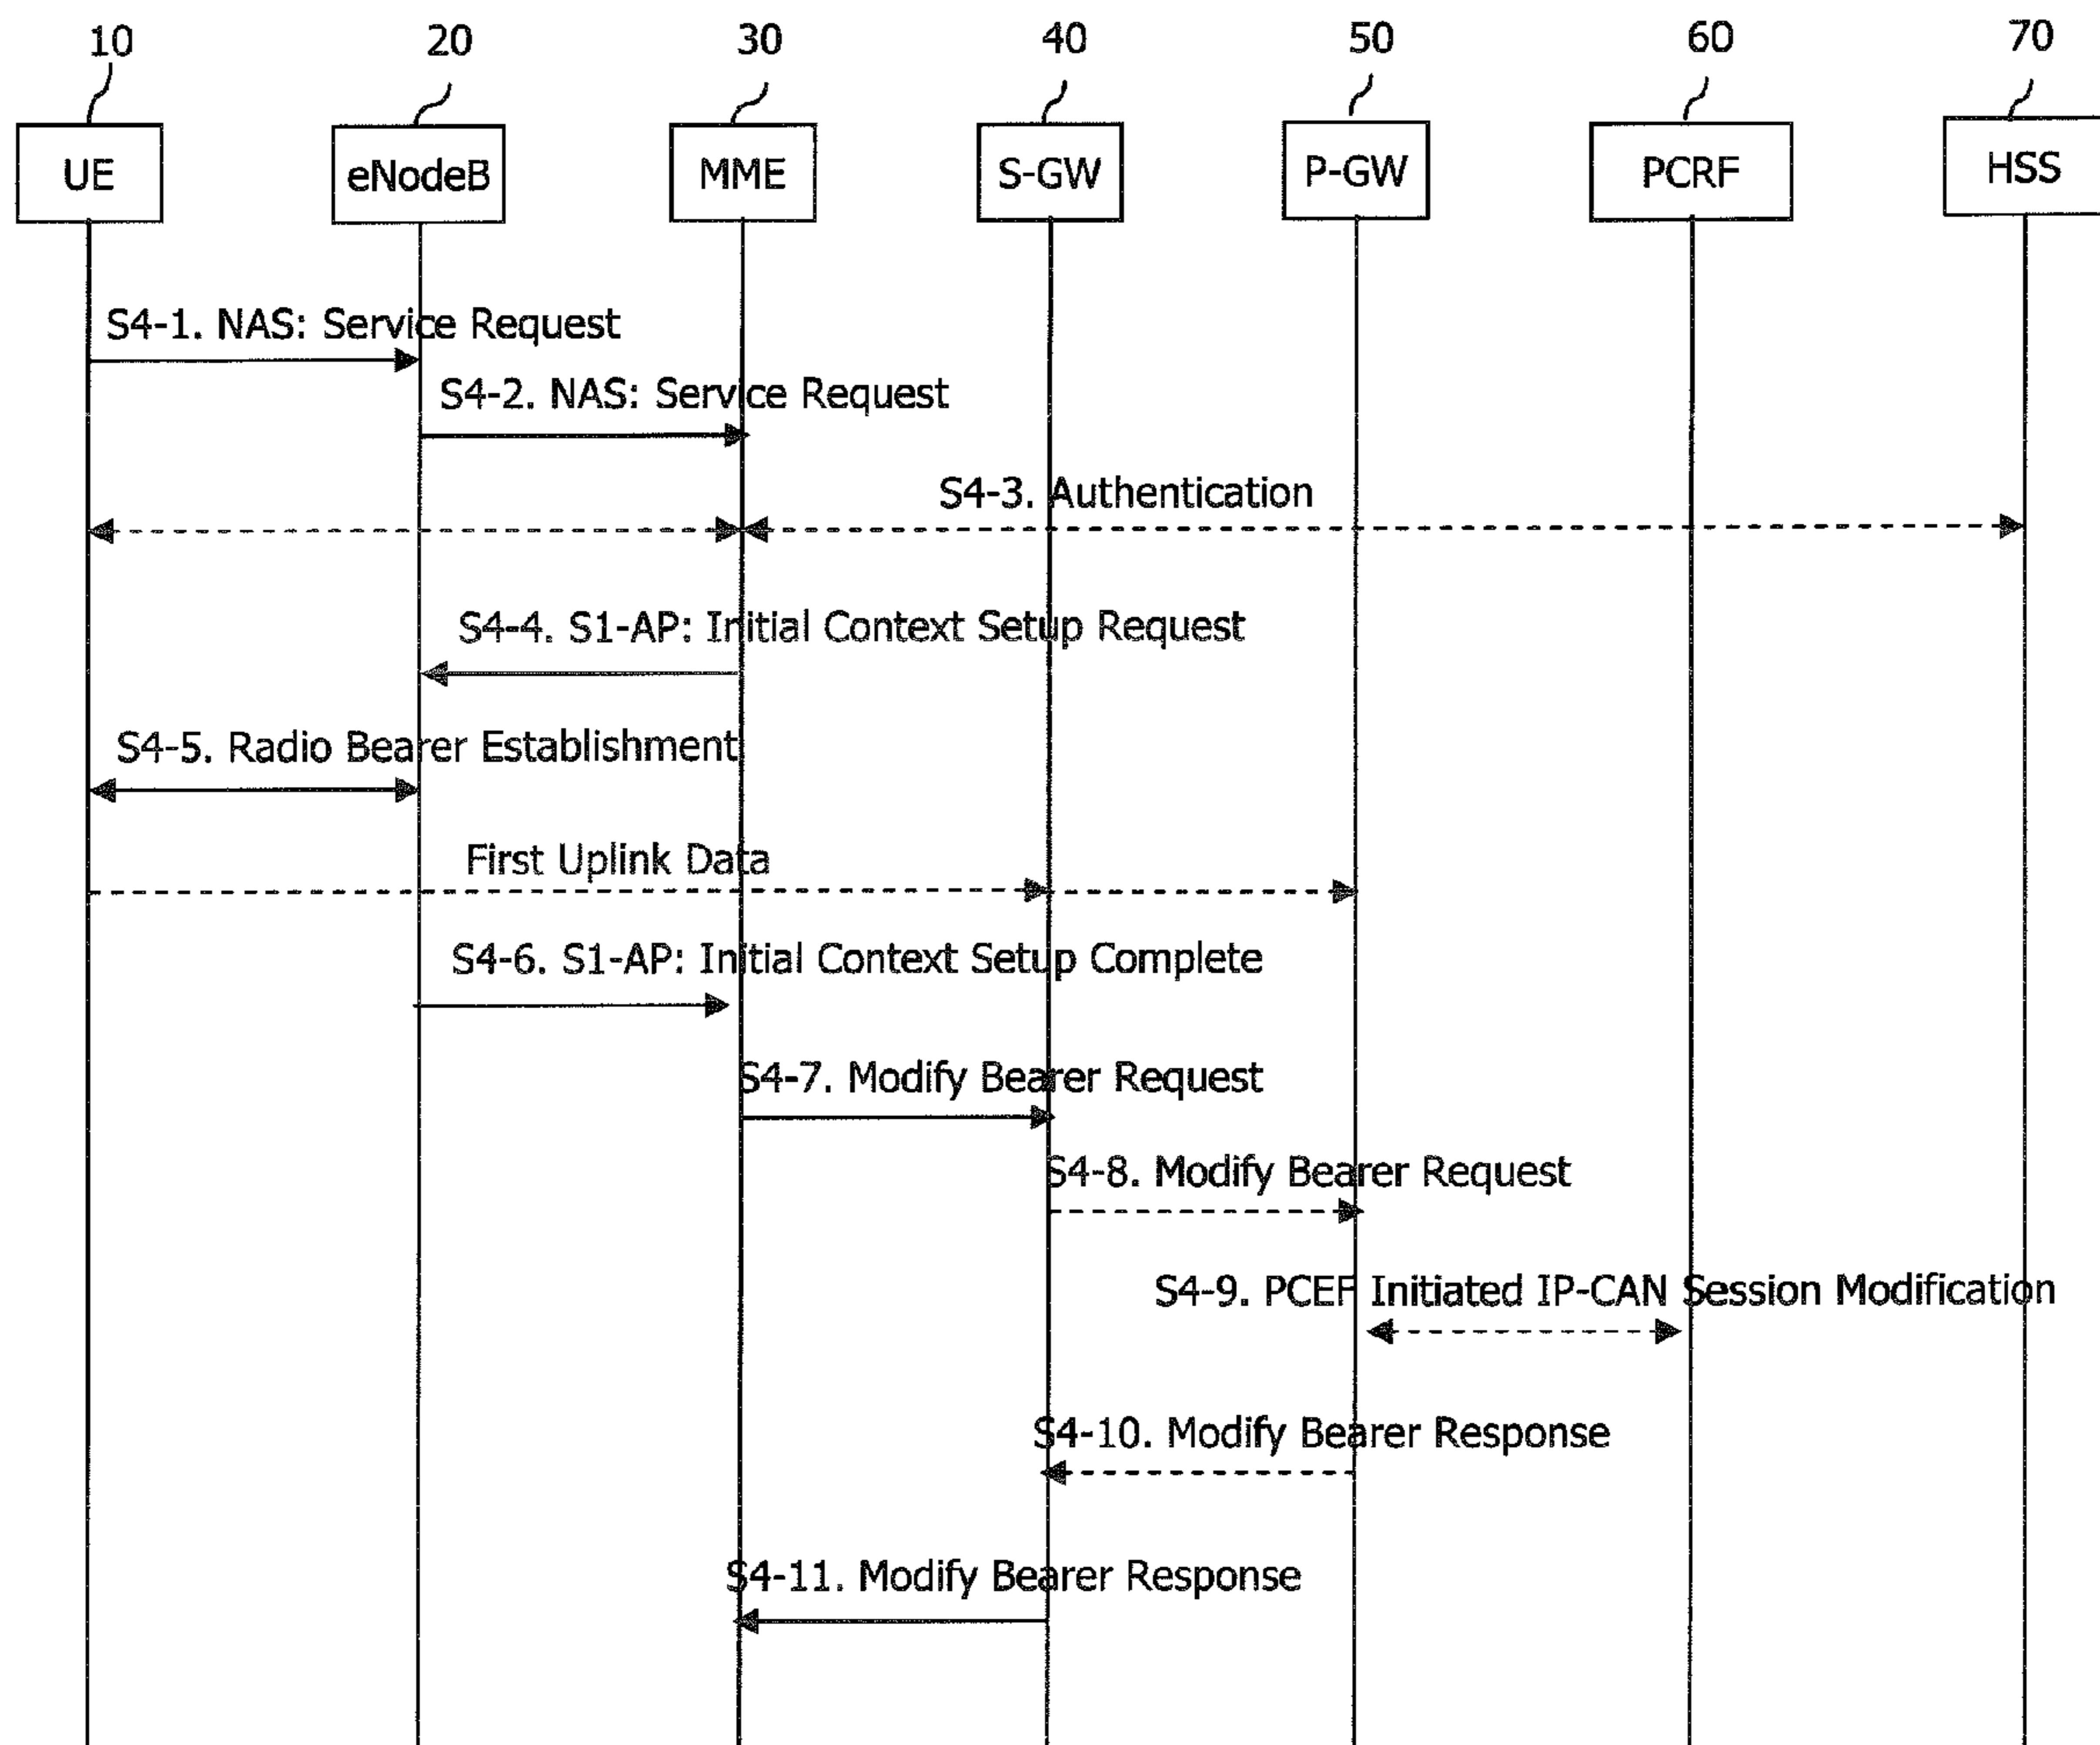 10 20 30 40 50 60 70
UE eNodeB MME S-GW P-GW PCRF HSS
S4-1. NAS: Service Request
S4-2. NAS: Service Request
S4-3. Authentication
S4-4. S1-AP: Initial Context Setup Request
S4-5. Radio Bearer Establishment
First Uplink Data
S4-6. S1-AP: Initial Context Setup Complete
S4-7. Modify Bearer Request
S4-8. Modify Bearer Request
S4-9. PCEF Initiated IP-CAN Session Modification
S4-10. Modify Bearer Response
S4-11. Modify Bearer Response